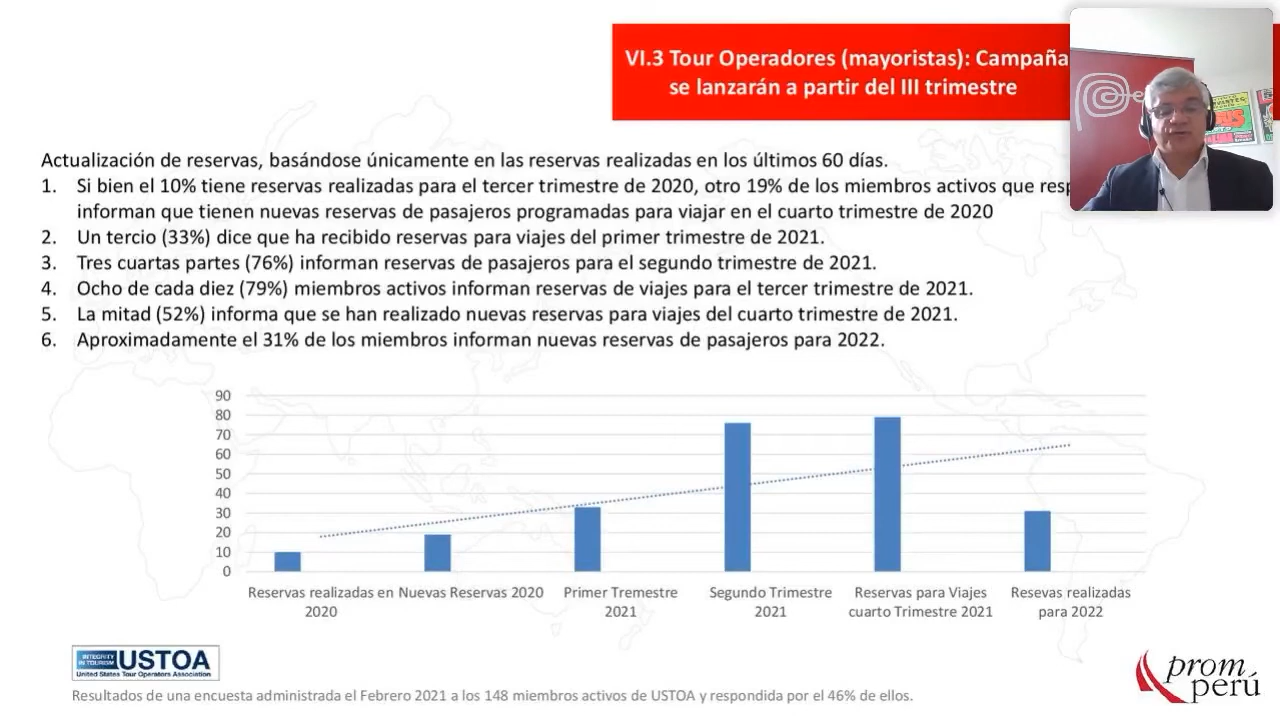 VI.3 Tour Operadores (mayoristas): Campaña
se lanzarán a partir del III trimestre
Actualización de reservas, basándose únicamente en las reservas realizadas en los últimos 60 días.
1. Si bien el 10% tiene reservas realizadas para el tercer trimestre de 2020, otro 19% de los miembros activos que
informan que tienen nuevas reservas de pasajeros programadas para viajar en el cuarto trimestre de 2020
2. Un tercio (33%) dice que ha recibido reservas para viajes del primer trimestre de 2021.
3. Tres cuartas partes (76%) informan reservas de pasajeros para el segundo trimestre de 2021.
4. Ocho de cada diez (79%) miembros activos informan reservas de viajes para el tercer trimestre de 2021.
5. La mitad (52%) informa que se han realizado nuevas reservas para viajes del cuarto trimestre de 2021.
6. Aproximadamente el 31% de los miembros informan nuevas reservas de pasajeros para 2022.
90
80
70
60
50
40
30
20
10
0
Reservas realizadas en 2020
Nuevas Reservas 2020
Primer Tremestre 2021
Segundo Trimestre 2021
Reservas para Viajes cuarto Trimestre 2021
Resevas realizadas para 2022
INTEGRITY IN TOURISM USTOA
United States Tour Operators Association
Resultados de una encuesta administrada el Febrero 2021 a los 148 miembros activos de USTOA y respondida por el 46% de ellos.
prom
perú